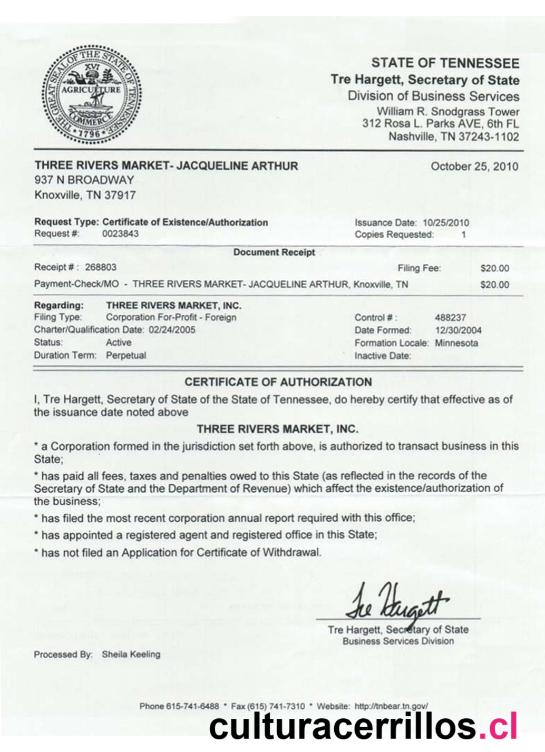 THE GREAT SEAL OF THE STATE OF TENNESSEE
XVI
AGRICULTURE
COMMERCE
1796
STATE OF TENNESSEE
Tre Hargett, Secretary of State
Division of Business Services
William R. Snodgrass Tower
312 Rosa L. Parks AVE, 6th FL
Nashville, TN 37243-1102
THREE RIVERS MARKET- JACQUELINE ARTHUR October 25, 2010
937 N BROADWAY
Knoxville, TN 37917
Request Type: Certificate of Existence/Authorization Issuance Date: 10/25/2010
Request #: 0023843 Copies Requested: 1
Document Receipt
Receipt # : 268803 Filing Fee: $20.00
Payment-Check/MO - THREE RIVERS MARKET- JACQUELINE ARTHUR, Knoxville, TN $20.00
Regarding: THREE RIVERS MARKET, INC.
Filing Type: Corporation For-Profit - Foreign Control # : 488237
Charter/Qualification Date: 02/24/2005 Date Formed: 12/30/2004
Status: Active Formation Locale: Minnesota
Duration Term: Perpetual Inactive Date:
CERTIFICATE OF AUTHORIZATION
I, Tre Hargett, Secretary of State of the State of Tennessee, do hereby certify that effective as of
the issuance date noted above
THREE RIVERS MARKET, INC.
* a Corporation formed in the jurisdiction set forth above, is authorized to transact business in this
State;
* has paid all fees, taxes and penalties owed to this State (as reflected in the records of the
Secretary of State and the Department of Revenue) which affect the existence/authorization of
the business;
* has filed the most recent corporation annual report required with this office;
* has appointed a registered agent and registered office in this State;
* has not filed an Application for Certificate of Withdrawal.
Tre Hargett
Tre Hargett, Secretary of State
Business Services Division
Processed By: Sheila Keeling
Phone 615-741-6488 * Fax (615) 741-7310 * Website: http://tnbear.tn.gov/
culturacerrillos.cl